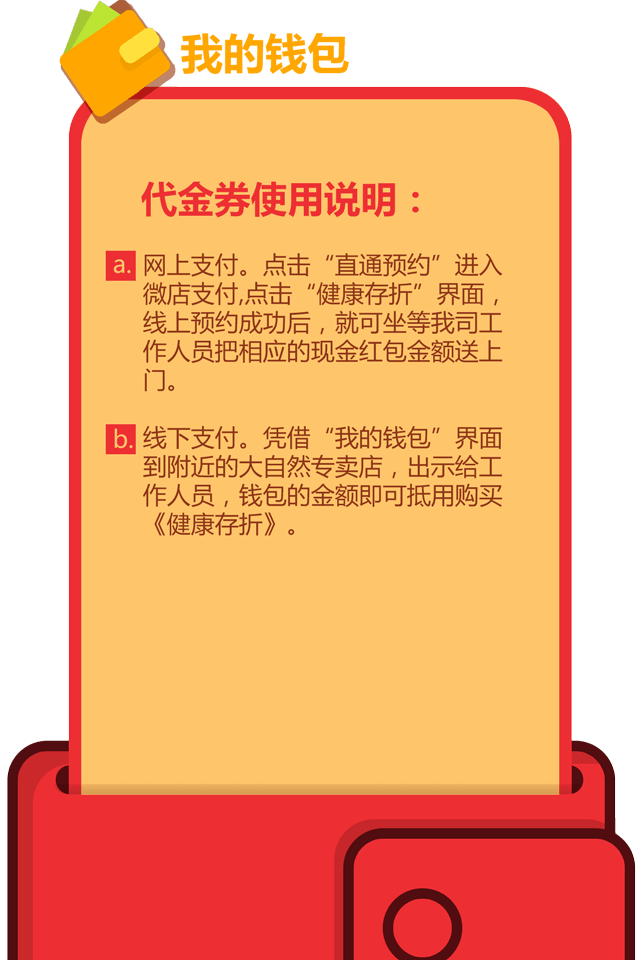 我的钱包
代金券使用说明：
a. 网上支付。点击“直通预约”进入
微店支付,点击“健康存折”界面，
线上预约成功后，就可坐等我司工
作人员把相应的现金红包金额送上
门。
b. 线下支付。凭借“我的钱包”界面
到附近的大自然专卖店，出示给工
作人员，钱包的金额即可抵用购买
《健康存折》。